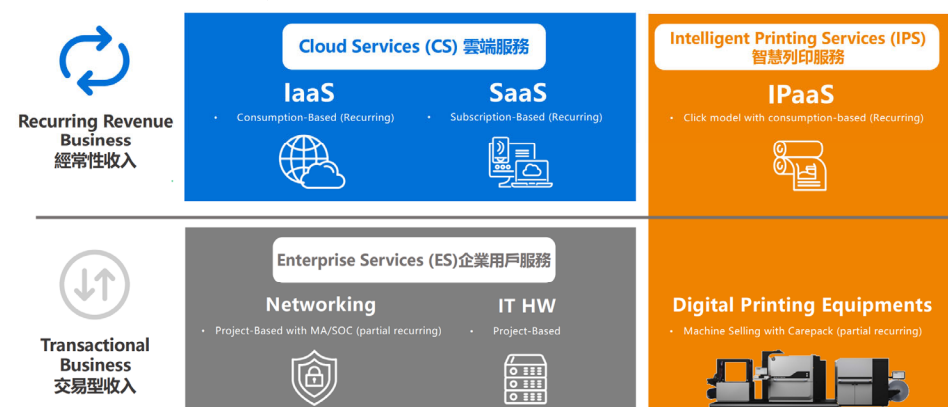 Recurring Revenue
Business
經常性收入
Cloud Services (CS) 雲端服務
IaaS
• Consumption-Based (Recurring)
SaaS
• Subscription-Based (Recurring)
Intelligent Printing Services (IPS)
智慧列印服務
IPaaS
• Click model with consumption-based (Recurring)
Transactional
Business
交易型收入
Enterprise Services (ES)企業用戶服務
Networking
• Project-Based with MA/SOC (partial recurring)
IT HW
• Project-Based
Digital Printing Equipments
• Machine Selling with Carepack (partial recurring)